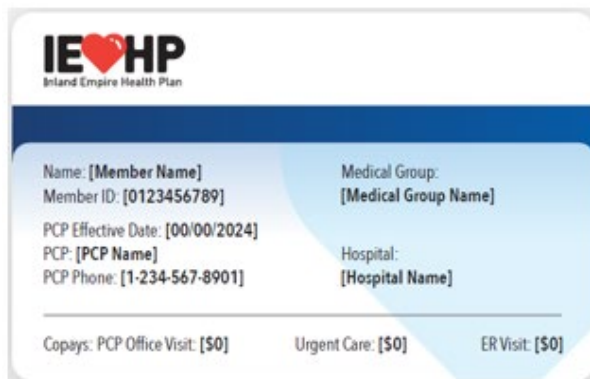 IEHP
Inland Empire Health Plan
Name: [Member Name]
Member ID: [0123456789]
PCP Effective Date: [00/00/2024]
PCP: [PCP Name]
PCP Phone: [1-234-567-8901]
Medical Group:
[Medical Group Name]
Hospital:
[Hospital Name]
Copays: PCP Office Visit: [$0] Urgent Care: [$0] ER Visit: [$0]